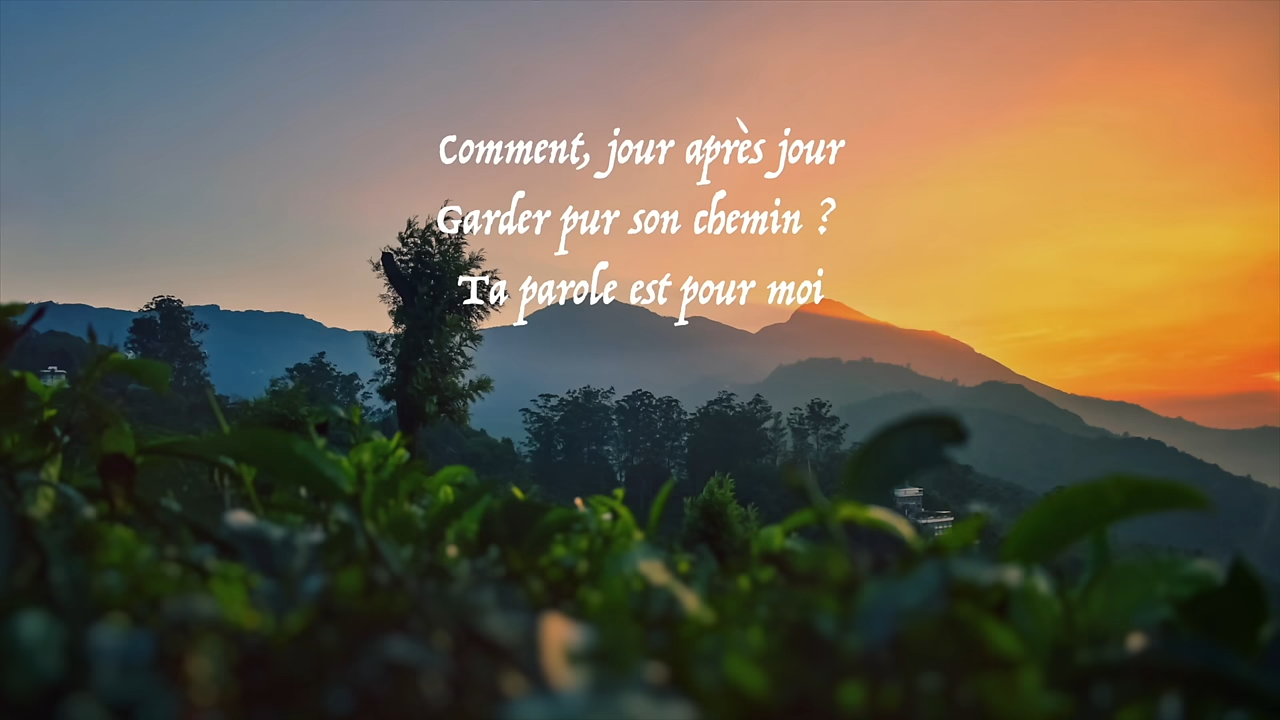 Comment, jour après jour
Garder pur son chemin ?
Ta parole est pour moi